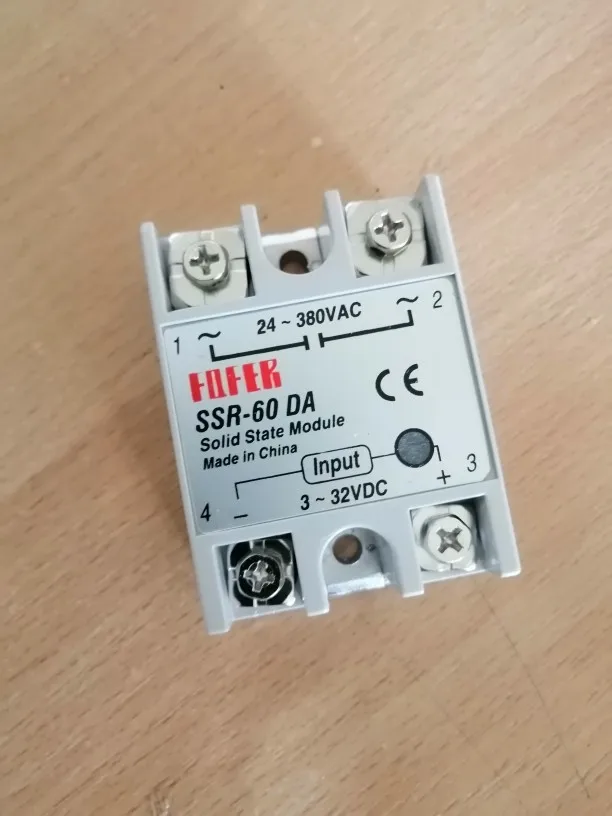 1 ~ 24 ~ 380VAC ~ 2
FOFER
CE
SSR-60 DA
Solid State Module
Made in China
Input
4 − 3 ~ 32VDC + 3